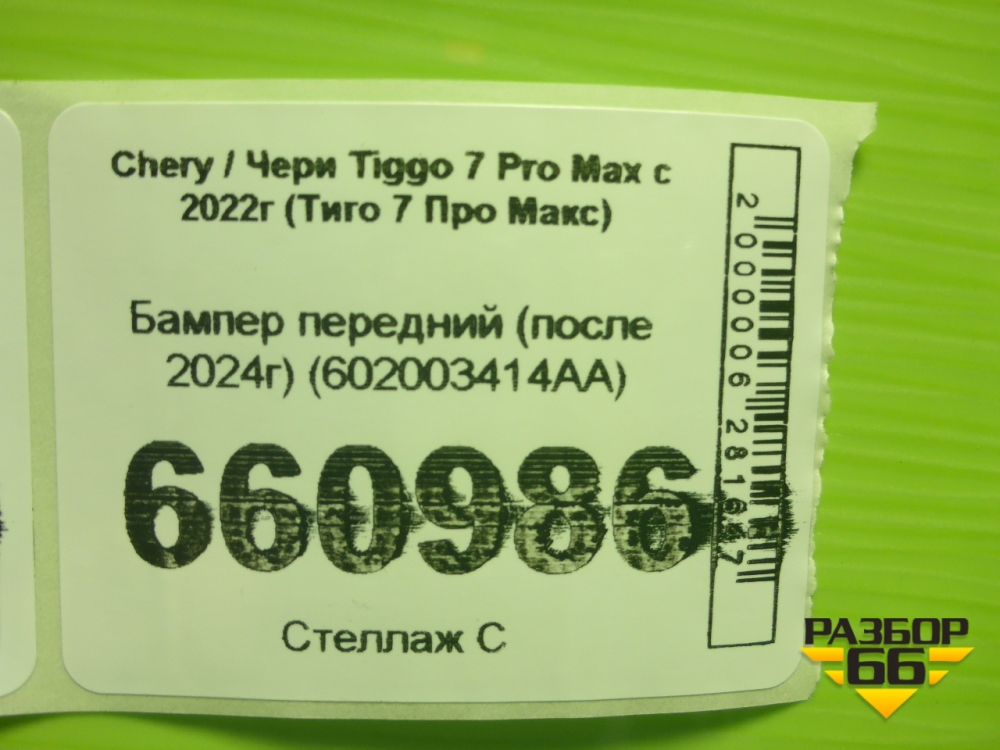 Chery / Чери Tiggo 7 Pro Max с
2022г (Тиго 7 Про Макс)
Бампер передний (после
2024г) (602003414AA)
660986
Стеллаж С
РАЗБОР
66